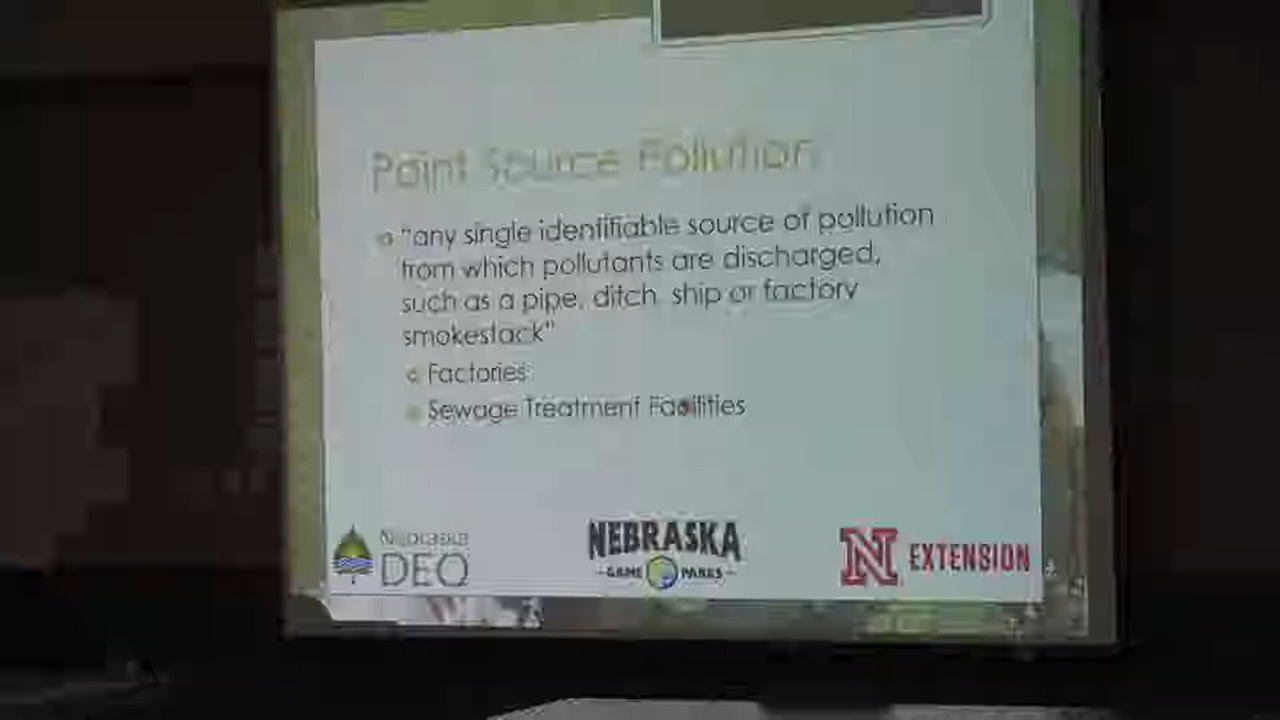 Point Source Pollution
"any single identifiable source of pollution
from which pollutants are discharged,
such as a pipe, ditch, ship or factory
smokestack"
Factories
Sewage Treatment Facilities
Nebraska
DEQ
NEBRASKA
GAME PARKS
N EXTENSION